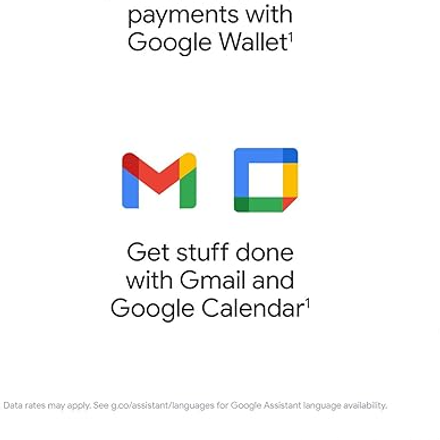 payments with
Google Wallet¹
Get stuff done
with Gmail and
Google Calendar¹
Data rates may apply. See g.co/assistant/languages for Google Assistant language availability.